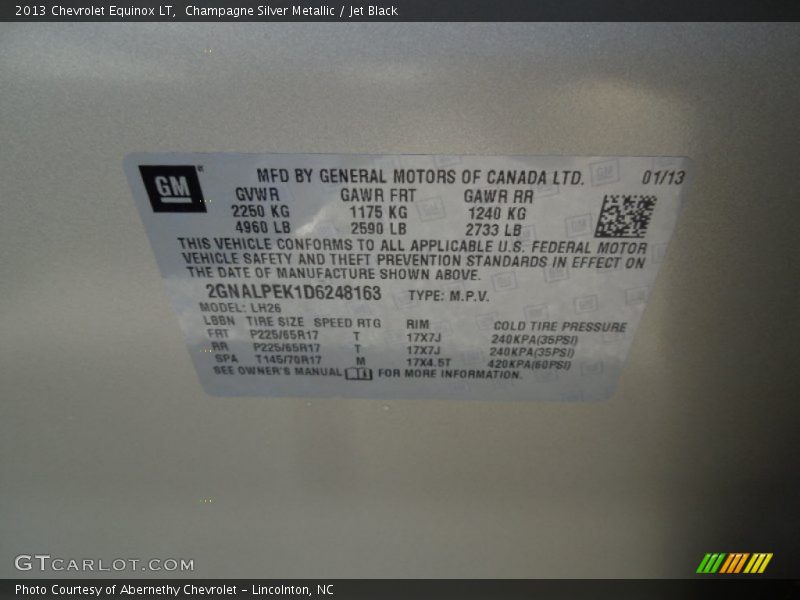 2013 Chevrolet Equinox LT, Champagne Silver Metallic / Jet Black
GM
MFD BY GENERAL MOTORS OF CANADA LTD. 01/13
GVWR GAWR FRT GAWR RR
2250 KG 1175 KG 1240 KG
4960 LB 2590 LB 2733 LB
THIS VEHICLE CONFORMS TO ALL APPLICABLE U.S. FEDERAL MOTOR
VEHICLE SAFETY AND THEFT PREVENTION STANDARDS IN EFFECT ON
THE DATE OF MANUFACTURE SHOWN ABOVE.
2GNALPEK1D6248163 TYPE: M.P.V.
MODEL: LH26
LSBN TIRE SIZE SPEED RTG RIM COLD TIRE PRESSURE
FRT P225/65R17 T 17X7J 240KPA(35PSI)
RR P225/65R17 T 17X7J 240KPA(35PSI)
SPA T145/70R17 M 17X4.5T 420KPA(60PSI)
SEE OWNER'S MANUAL FOR MORE INFORMATION.
GTCARLOT.COM
Photo Courtesy of Abernethy Chevrolet – Lincolnton, NC